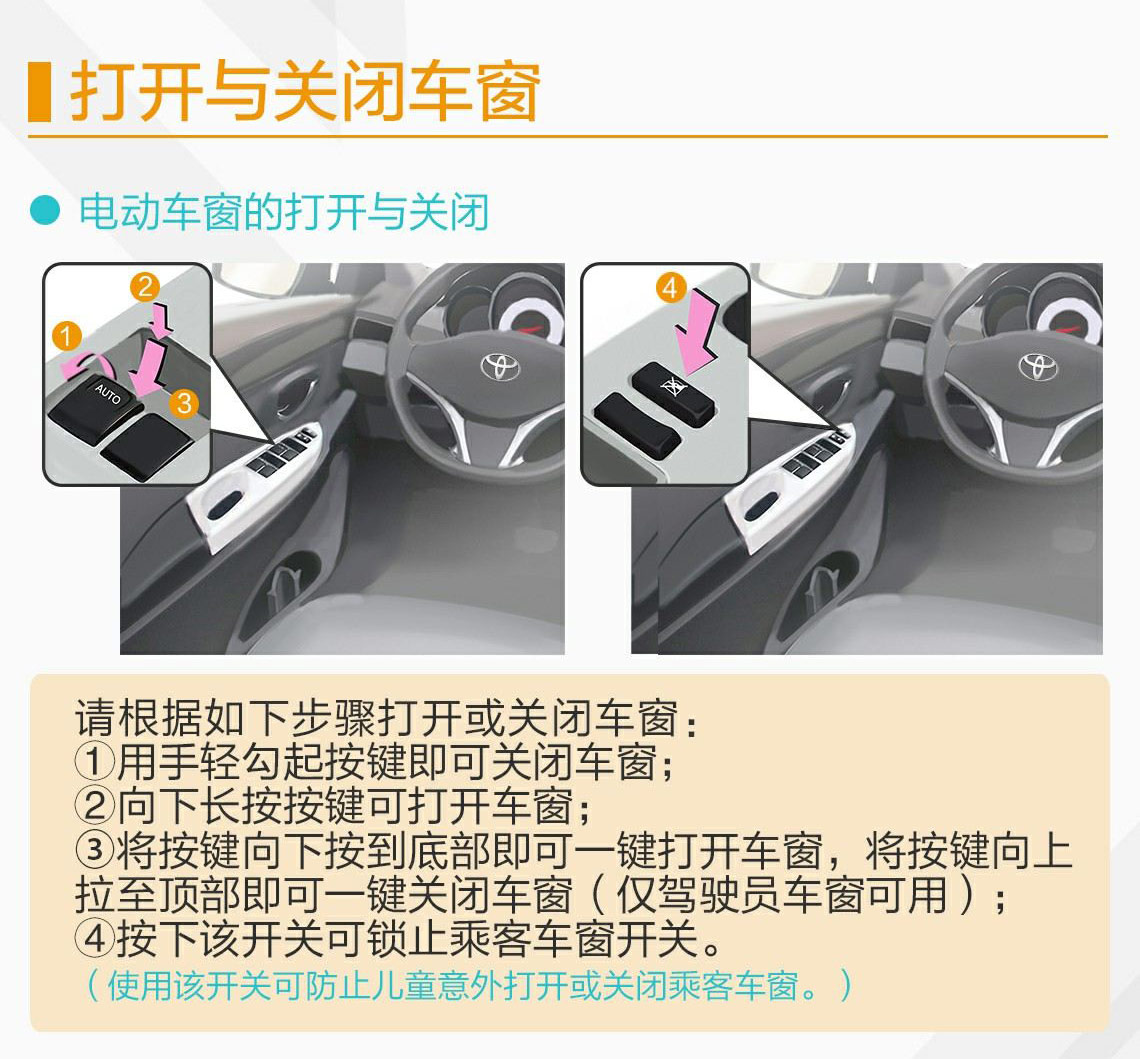 打开与关闭车窗
电动车窗的打开与关闭
①
②
③
AUTO
④
请根据如下步骤打开或关闭车窗：
①用手轻勾起按键即可关闭车窗；
②向下长按按键可打开车窗；
③将按键向下按到底部即可一键打开车窗，将按键向上
拉至顶部即可一键关闭车窗（仅驾驶员车窗可用）；
④按下该开关可锁止乘客车窗开关。
（使用该开关可防止儿童意外打开或关闭乘客车窗。）